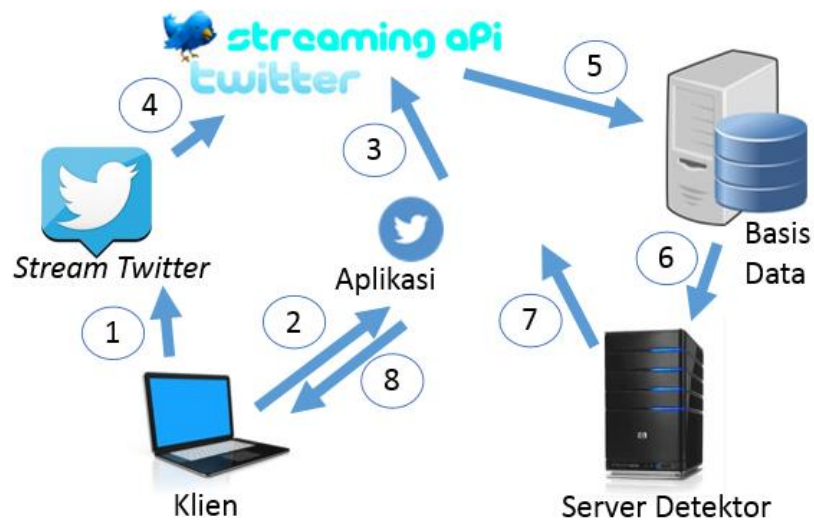 streaming api
twitter
5
4
3
Stream Twitter
Aplikasi
Basis
Data
6
1
2
7
8
Klien
Server Detektor